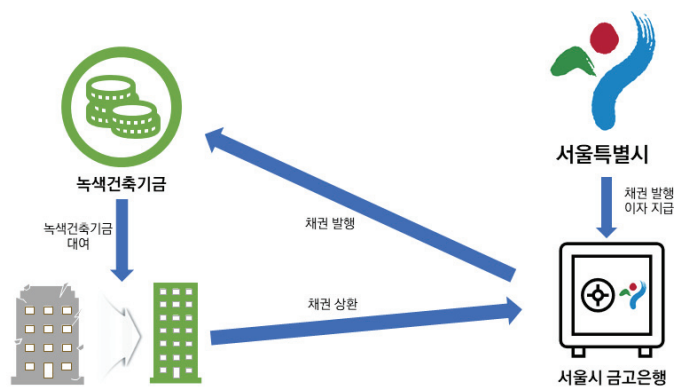 녹색건축기금
서울특별시
녹색건축기금
대여
채권 발행
채권 발행
이자 지급
채권 상환
서울시 금고은행